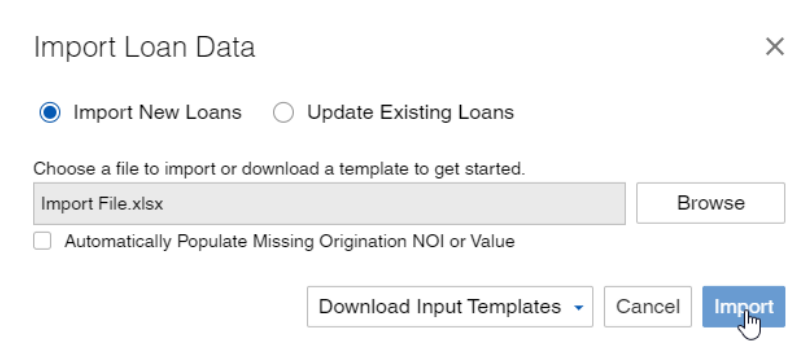 Import Loan Data
Import New Loans Update Existing Loans
Choose a file to import or download a template to get started.
Import File.xlsx Browse
Automatically Populate Missing Origination NOI or Value
Download Input Templates Cancel Import